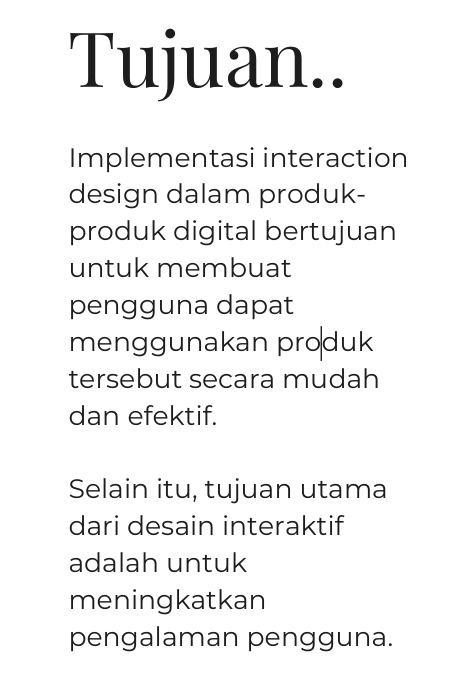 Tujuan..
Implementasi interaction
design dalam produk-
produk digital bertujuan
untuk membuat
pengguna dapat
menggunakan produk
tersebut secara mudah
dan efektif.
Selain itu, tujuan utama
dari desain interaktif
adalah untuk
meningkatkan
pengalaman pengguna.